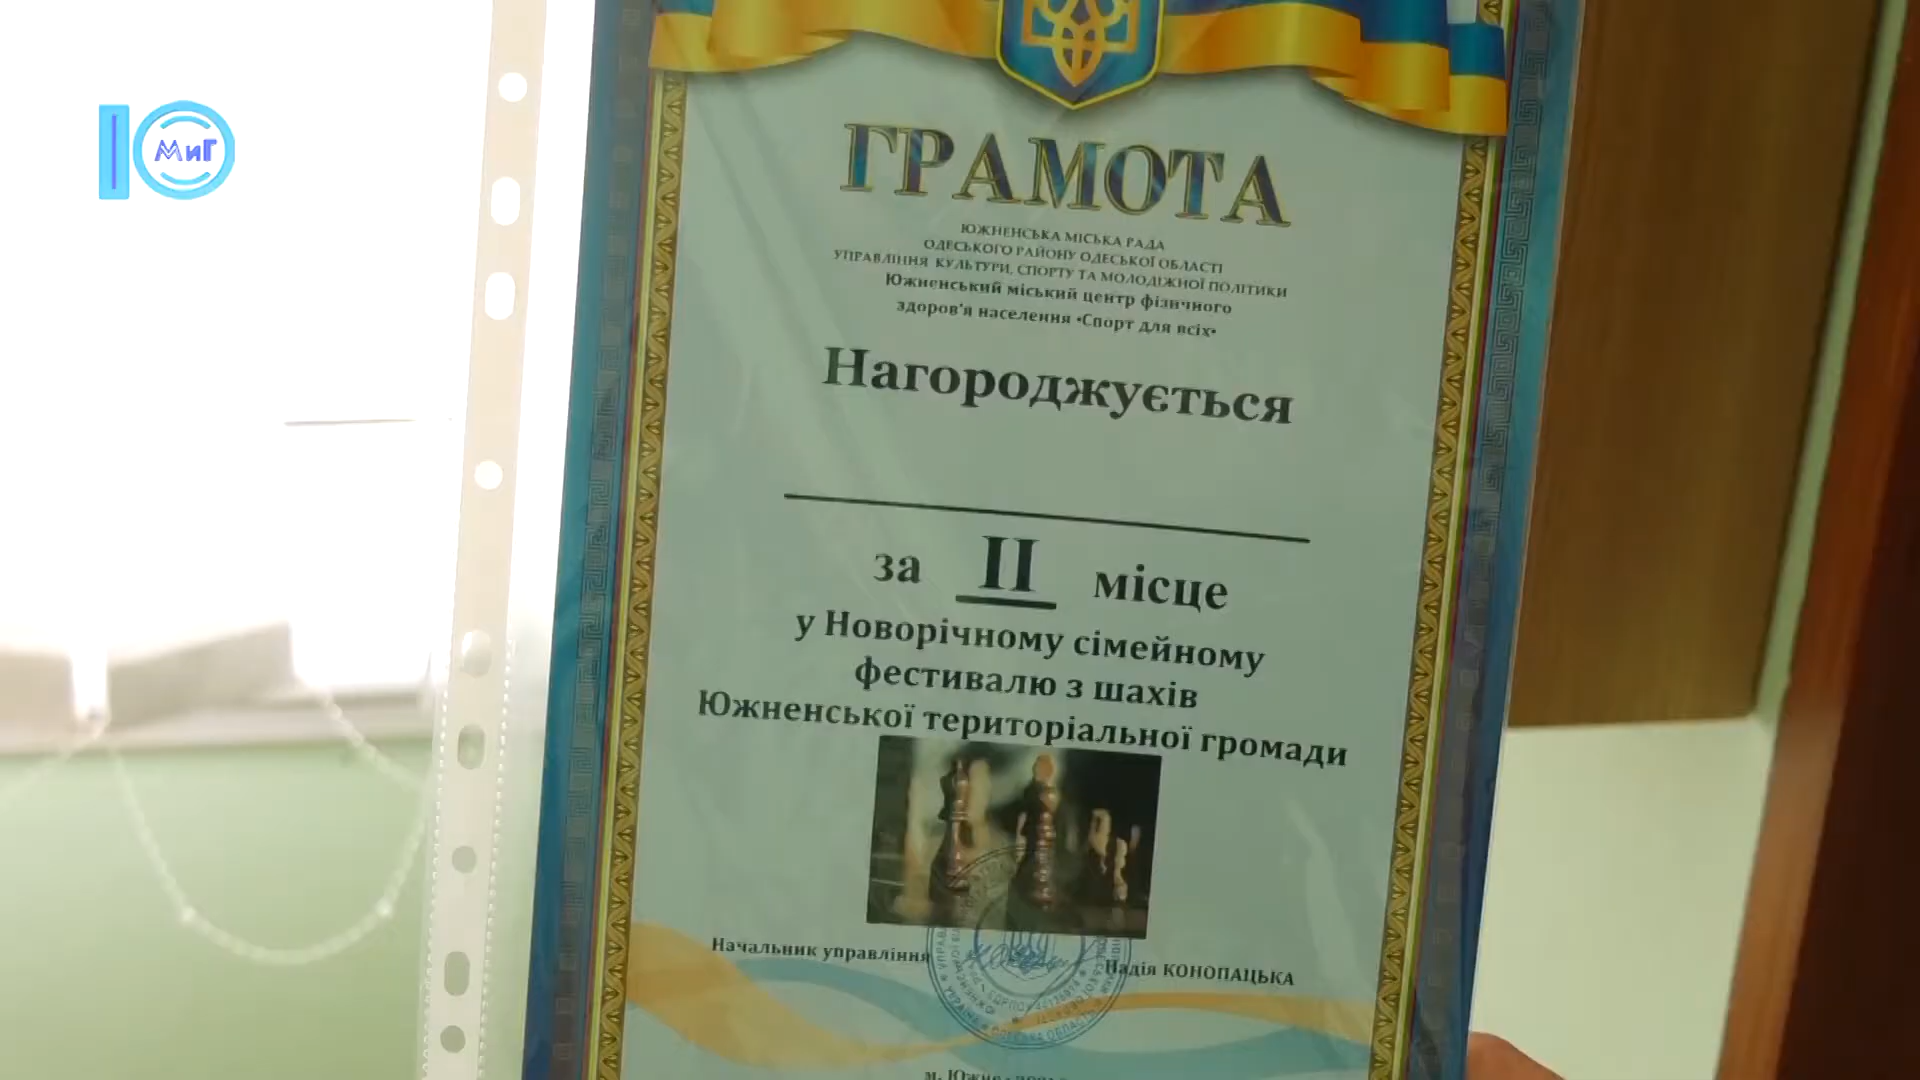 МиГ
ГРАМОТА
ЮЖНЕНСЬКА МІСЬКА РАДА
ОДЕСЬКОГО РАЙОНУ ОДЕСЬКОЇ ОБЛАСТІ
УПРАВЛІННЯ КУЛЬТУРИ, СПОРТУ ТА МОЛОДІЖНОЇ ПОЛІТИКИ
Южненський міський центр фізичного
здоров'я населення «Спорт для всіх»
Нагороджується
за II місце
у Новорічному сімейному
фестивалю з шахів
Южненської територіальної громади
Начальник управління Надія КОНОПАЦЬКА